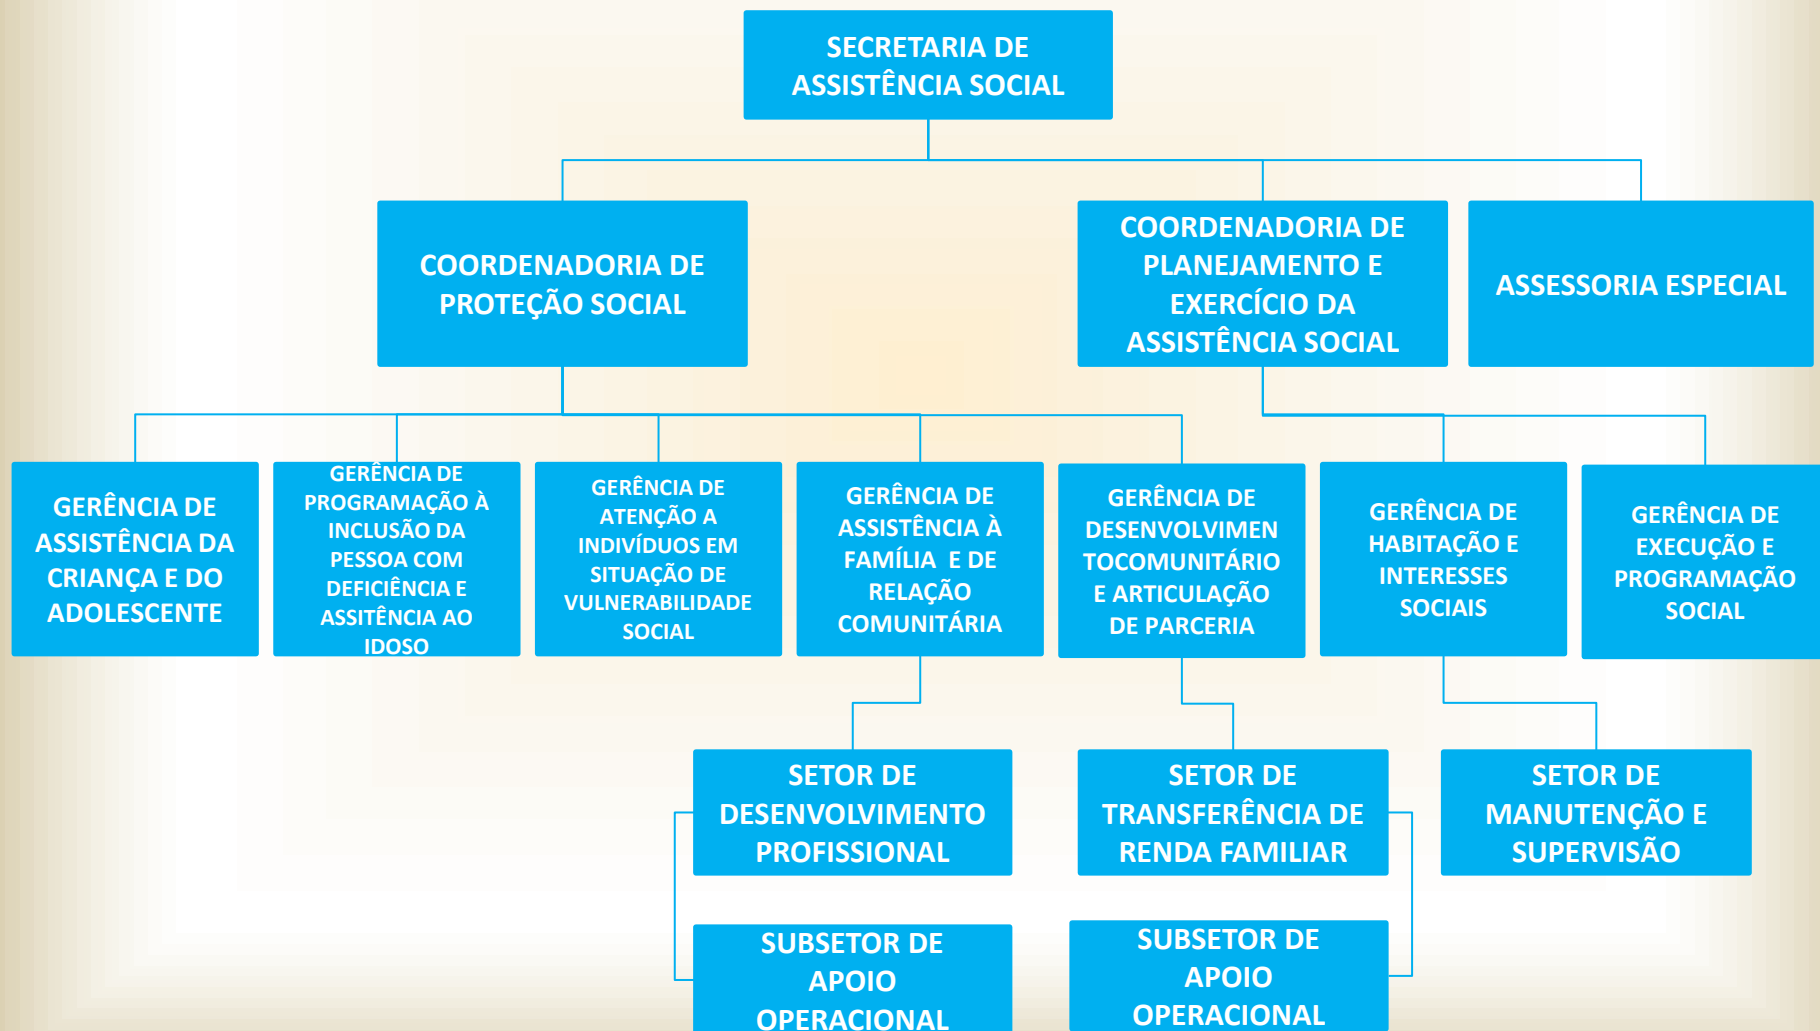 SECRETARIA DE
ASSISTÊNCIA SOCIAL
COORDENADORIA DE
PROTEÇÃO SOCIAL
COORDENADORIA DE
PLANEJAMENTO E
EXERCÍCIO DA
ASSISTÊNCIA SOCIAL
ASSESSORIA ESPECIAL
GERÊNCIA DE
ASSISTÊNCIA DA
CRIANÇA E DO
ADOLESCENTE
GERÊNCIA DE
PROGRAMAÇÃO À
INCLUSÃO DA
PESSOA COM
DEFICIÊNCIA E
ASSITÊNCIA AO
IDOSO
GERÊNCIA DE
ATENÇÃO A
INDIVÍDUOS EM
SITUAÇÃO DE
VULNERABILIDADE
SOCIAL
GERÊNCIA DE
ASSISTÊNCIA À
FAMÍLIA E DE
RELAÇÃO
COMUNITÁRIA
GERÊNCIA DE
DESENVOLVIMEN
TOCOMUNITÁRIO
E ARTICULAÇÃO
DE PARCERIA
GERÊNCIA DE
HABITAÇÃO E
INTERESSES
SOCIAIS
GERÊNCIA DE
EXECUÇÃO E
PROGRAMAÇÃO
SOCIAL
SETOR DE
DESENVOLVIMENTO
PROFISSIONAL
SETOR DE
TRANSFERÊNCIA DE
RENDA FAMILIAR
SETOR DE
MANUTENÇÃO E
SUPERVISÃO
SUBSETOR DE
APOIO
OPERACIONAL
SUBSETOR DE
APOIO
OPERACIONAL